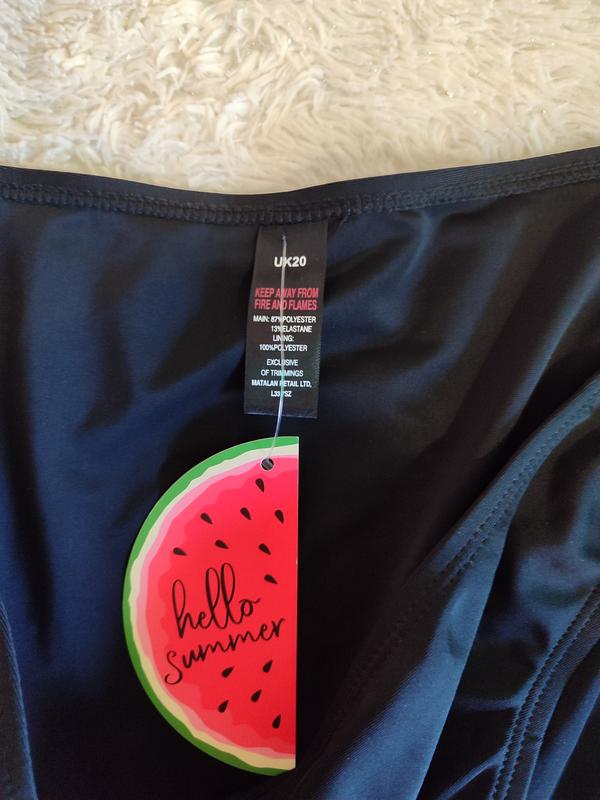 UK20
KEEP AWAY FROM
FIRE AND FLAMES
MAIN: 87%POLYESTER
13%ELASTANE
LINING:
100%POLYESTER
EXCLUSIVE
OF TRIMMINGS
MATALAN RETAIL LTD,
hello
summer